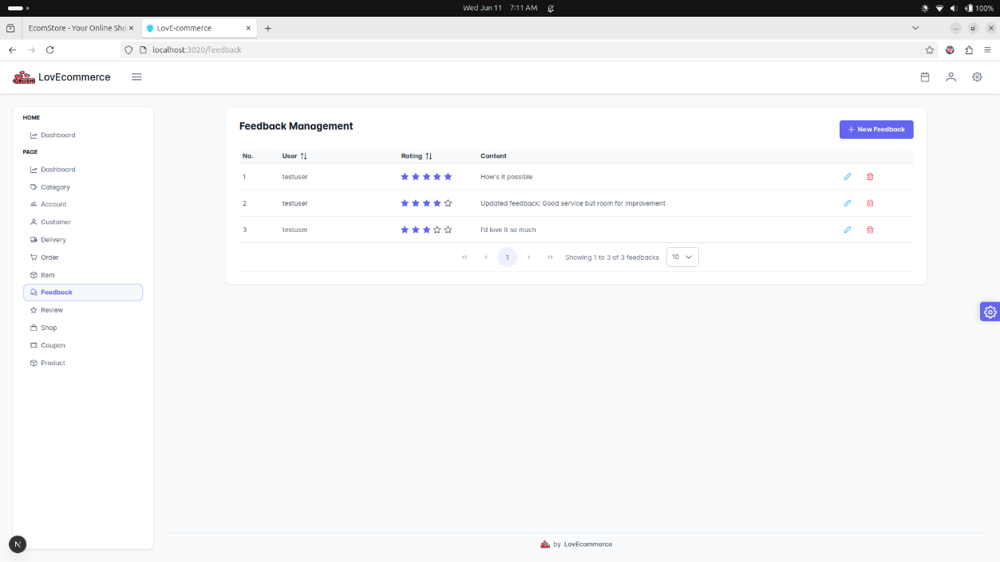 Wed Jun 11 7:11 AM
100%
EcomStore - Your Online Sho
LovE-commerce
localhost:3020/feedback
CRUSH
LovEcommerce
HOME
Dashboard
PAGE
Dashboard
Category
Account
Customer
Delivery
Order
Item
Feedback
Review
Shop
Coupon
Product
Feedback Management
New Feedback
No. User Rating Content
1 testuser How's it possible
2 testuser Updated feedback: Good service but room for improvement
3 testuser I'd love it so much
1 Showing 1 to 3 of 3 feedbacks 10
N
by LovEcommerce